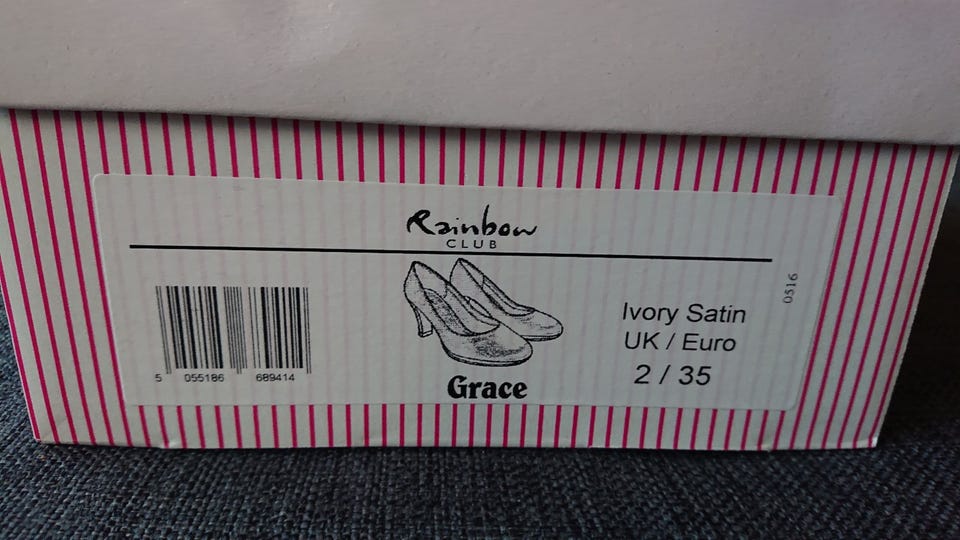 Rainbow
CLUB
5 055186 689414
Grace
Ivory Satin
UK / Euro
2 / 35
0516